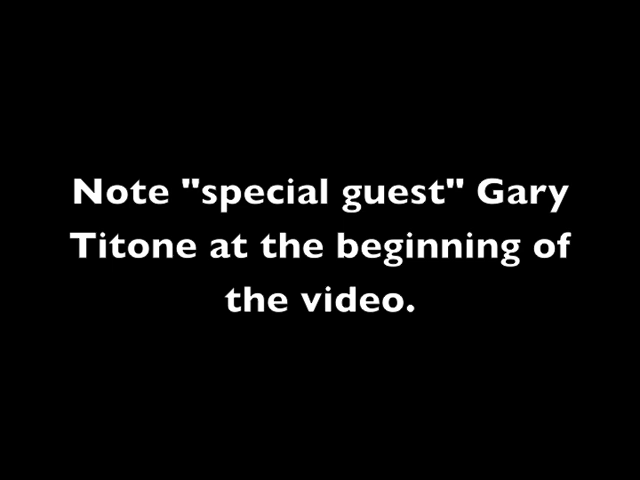 Note "special guest" Gary
Titone at the beginning of
the video.